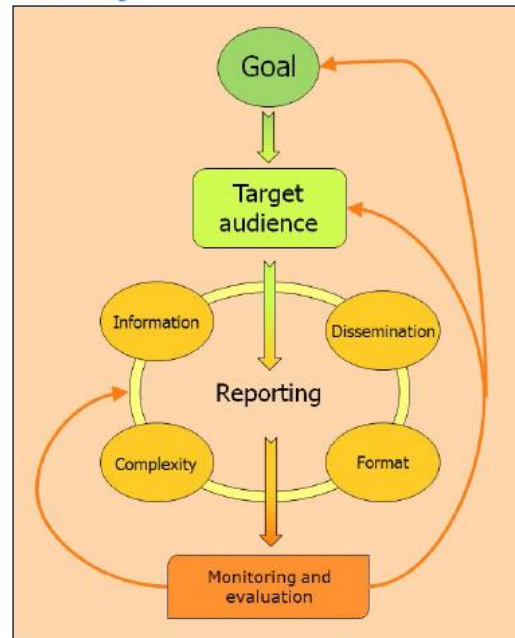 Goal
Target
audience
Information
Dissemination
Reporting
Complexity
Format
Monitoring and
evaluation